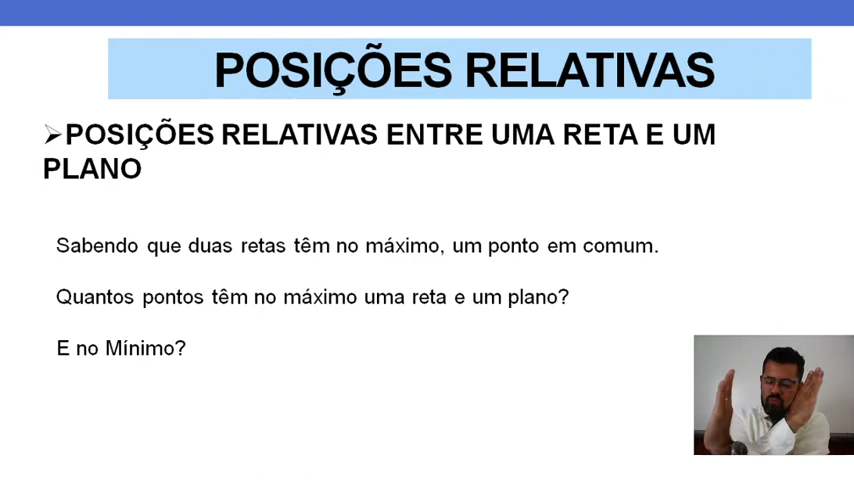 POSIÇÕES RELATIVAS
➢POSIÇÕES RELATIVAS ENTRE UMA RETA E UM
PLANO
Sabendo que duas retas têm no máximo, um ponto em comum.
Quantos pontos têm no máximo uma reta e um plano?
E no Mínimo?